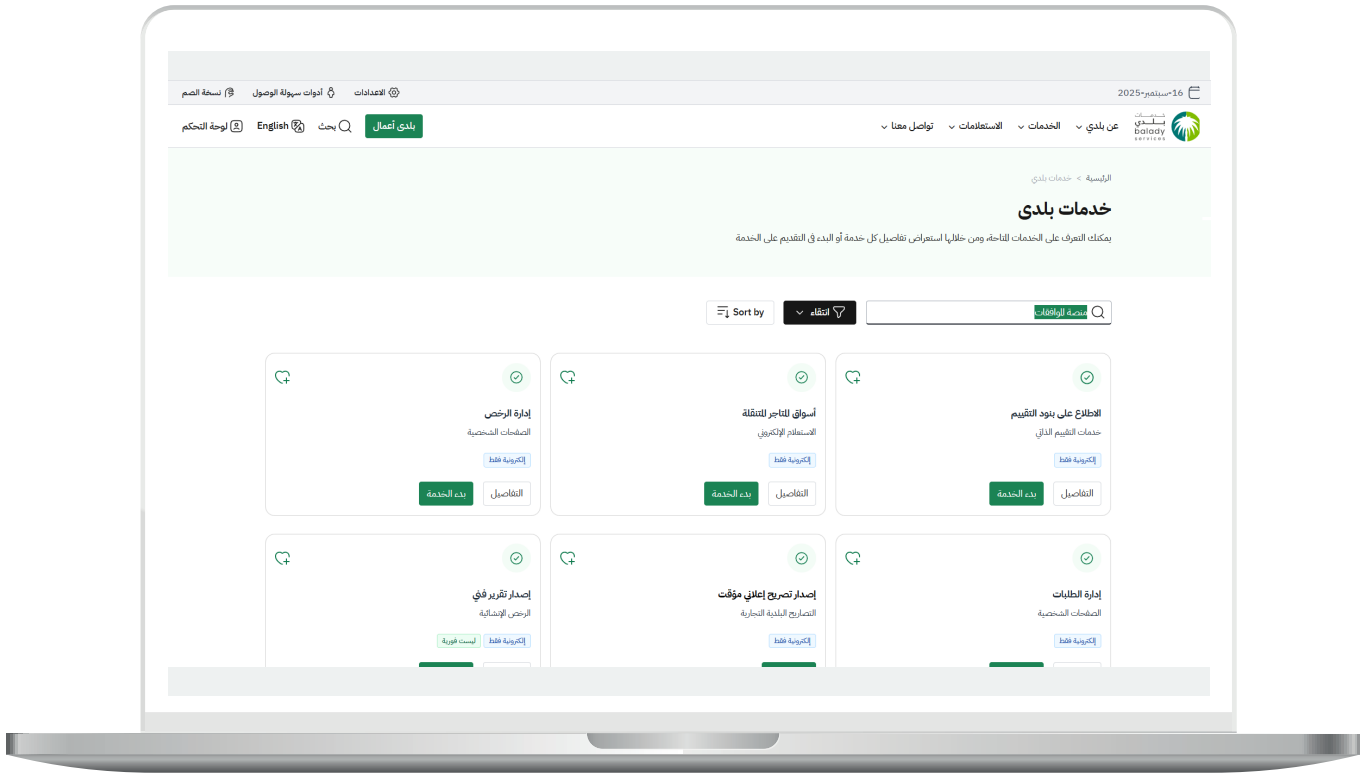 16-سبتمبر-2025
الاعدادات
أدوات سهولة الوصول
نسخة الصم
خدمات
بلدي
balady
services
عن بلدي
الخدمات
الاستعلامات
تواصل معنا
بلدي أعمال
بحث
English
لوحة التحكم
الرئيسية > خدمات بلدي
خدمات بلدي
يمكنك التعرف على الخدمات المتاحة، ومن خلالها استعراض تفاصيل كل خدمة أو البدء في التقديم على الخدمة
منصة الموافقات
انتقاء
Sort by
الاطلاع على بنود التقييم
خدمات التقييم الذاتي
إلكترونية فقط
التفاصيل
بدء الخدمة
أسواق المتاجر المتنقلة
الاستعلام الإلكتروني
إلكترونية فقط
التفاصيل
بدء الخدمة
إدارة الرخص
الصفحات الشخصية
إلكترونية فقط
التفاصيل
بدء الخدمة
إدارة الطلبات
الصفحات الشخصية
إلكترونية فقط
إصدار تصريح إعلاني مؤقت
التصاريح البلدية التجارية
إلكترونية فقط
إصدار تقرير فني
الرخص الإنشائية
إلكترونية فقط
ليست فورية